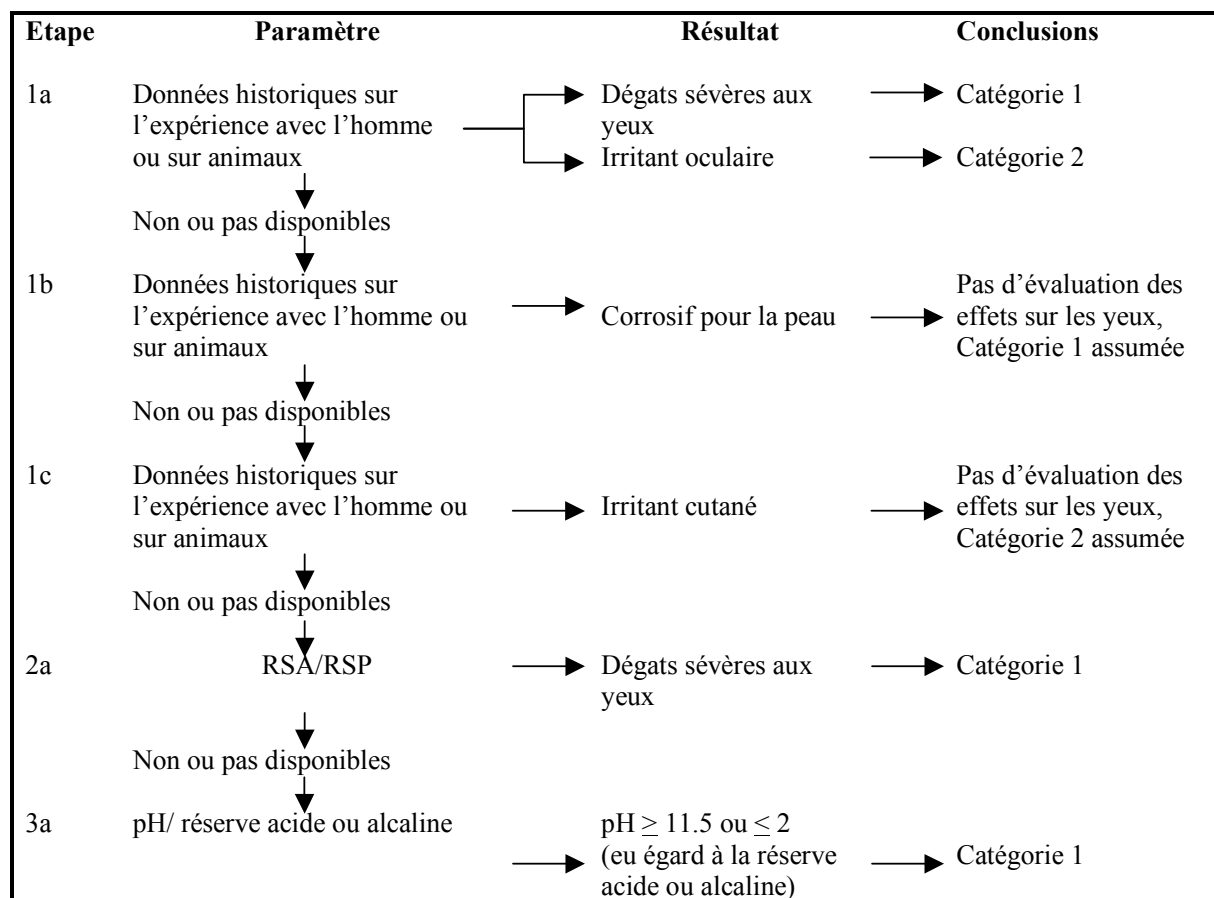 Etape Paramètre Résultat Conclusions
1a Données historiques sur l’expérience avec l’homme ou sur animaux
Dégats sévères aux yeux
Catégorie 1
Irritant oculaire
Catégorie 2
Non ou pas disponibles
1b Données historiques sur
l’expérience avec l’homme ou
sur animaux
Corrosif pour la peau
Pas d’évaluation des
effets sur les yeux,
Catégorie 1 assumée
Non ou pas disponibles
1c Données historiques sur
l’expérience avec l’homme ou
sur animaux
Irritant cutané
Pas d’évaluation des
effets sur les yeux,
Catégorie 2 assumée
Non ou pas disponibles
2a RSA/RSP
Dégats sévères aux
yeux
Catégorie 1
Non ou pas disponibles
3a pH/ réserve acide ou alcaline
pH ≥ 11.5 ou ≤ 2
(eu égard à la réserve
acide ou alcaline)
Catégorie 1